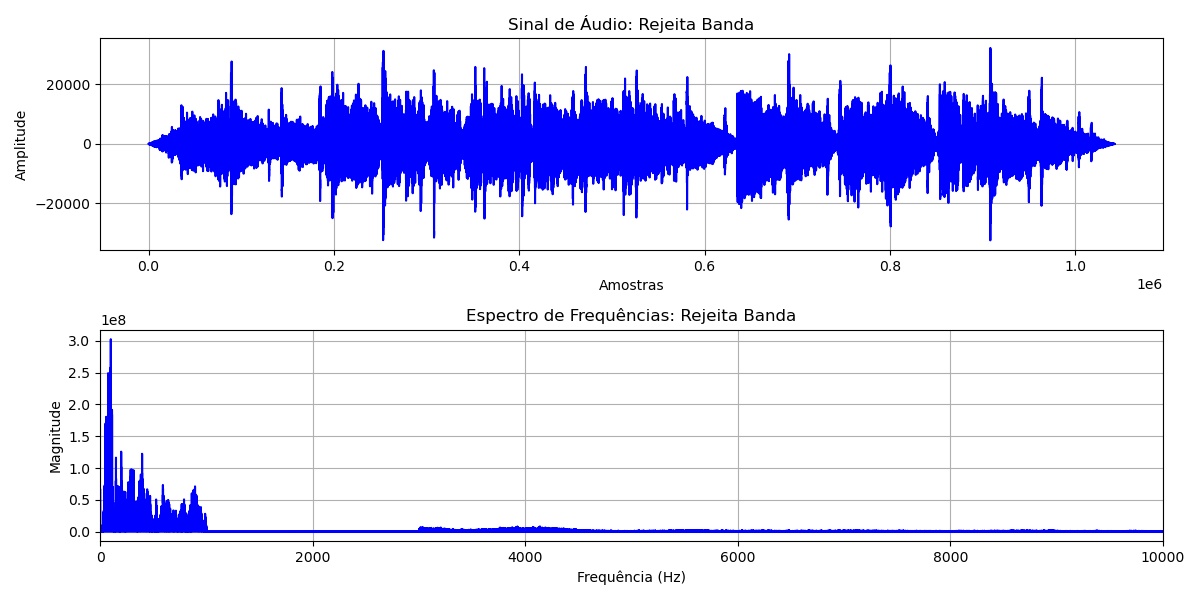 Sinal de Áudio: Rejeita Banda
Amplitude
20000
0
−20000
0.0 0.2 0.4 0.6 0.8 1.0
1e6
Amostras
Espectro de Frequências: Rejeita Banda
1e8
Magnitude
3.0
2.5
2.0
1.5
1.0
0.5
0.0
0 2000 4000 6000 8000 10000
Frequência (Hz)